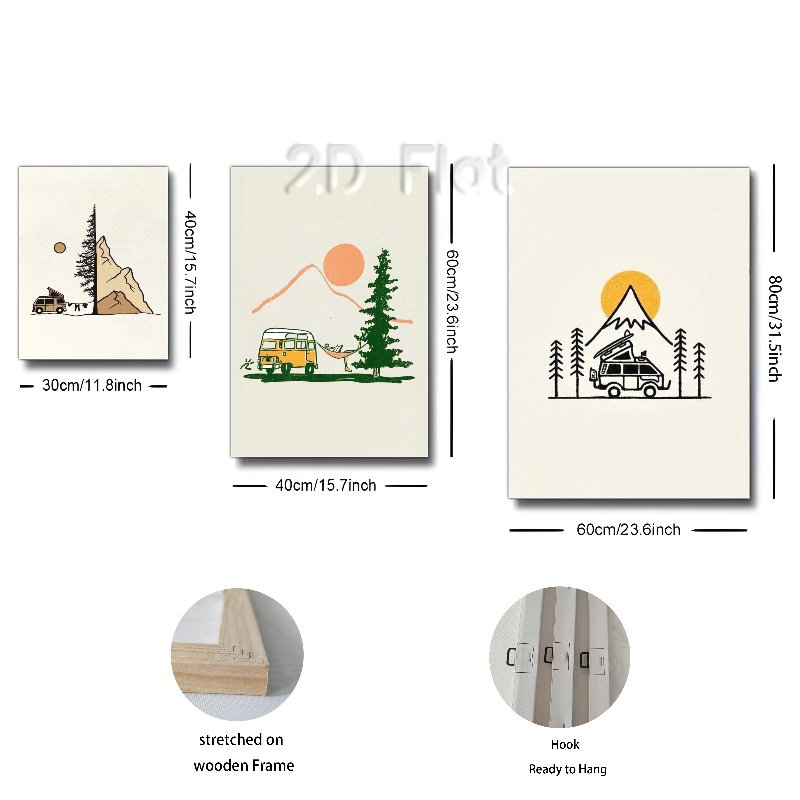 2D Flat
40cm/15.7inch
30cm/11.8inch
60cm/23.6inch
40cm/15.7inch
80cm/31.5inch
60cm/23.6inch
stretched on
wooden Frame
Hook
Ready to Hang